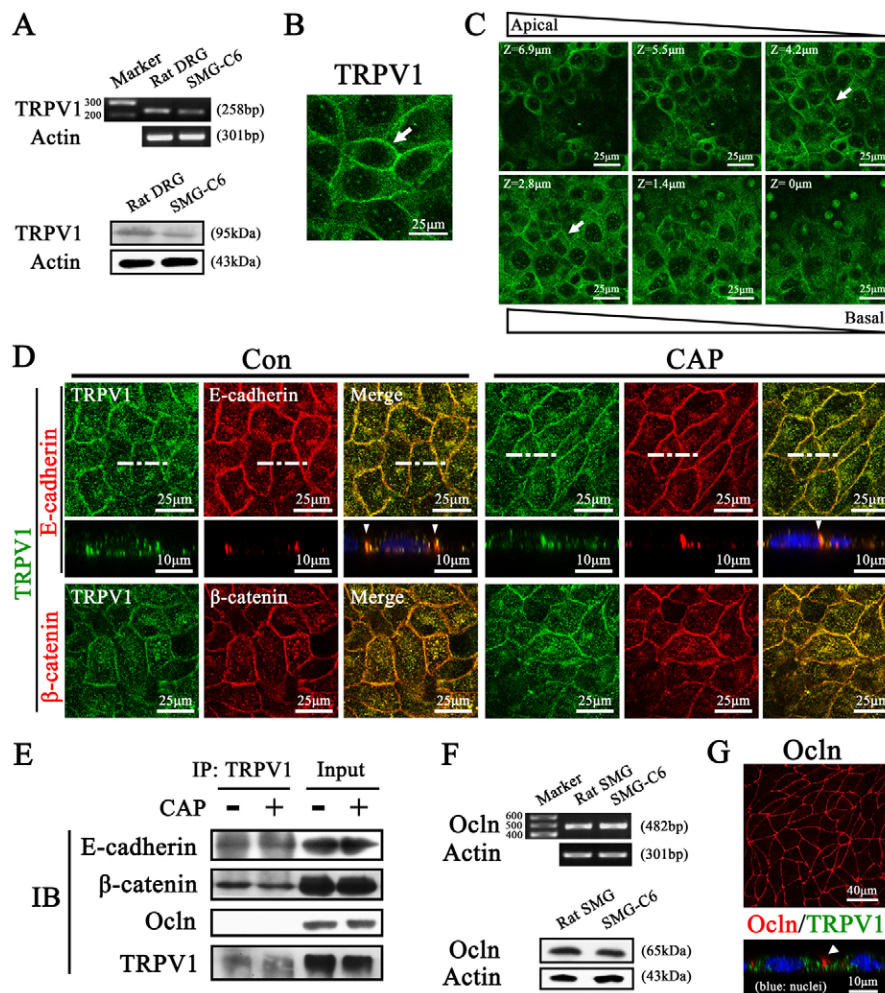 A
Marker
Rat DRG
SMG-C6
TRPV1
300
200
(258bp)
Actin
(301bp)
Rat DRG
SMG-C6
TRPV1
(95kDa)
Actin
(43kDa)
B
TRPV1
25μm
C
Apical
Z=6.9μm
25μm
Z=5.5μm
25μm
Z=4.2μm
25μm
Z=2.8μm
25μm
Z=1.4μm
25μm
Z= 0μm
25μm
Basal
D
Con
CAP
TRPV1
E-cadherin
TRPV1
25μm
E-cadherin
25μm
Merge
25μm
25μm
25μm
25μm
10μm
10μm
10μm
10μm
10μm
10μm
β-catenin
TRPV1
25μm
β-catenin
25μm
Merge
25μm
25μm
25μm
25μm
E
IP: TRPV1
Input
CAP
- + - +
IB
E-cadherin
β-catenin
Ocln
TRPV1
F
Marker
Rat SMG
SMG-C6
Ocln
600
500
400
(482bp)
Actin
(301bp)
Rat SMG
SMG-C6
Ocln
(65kDa)
Actin
(43kDa)
G
Ocln
40μm
Ocln/TRPV1
(blue: nuclei)
10μm